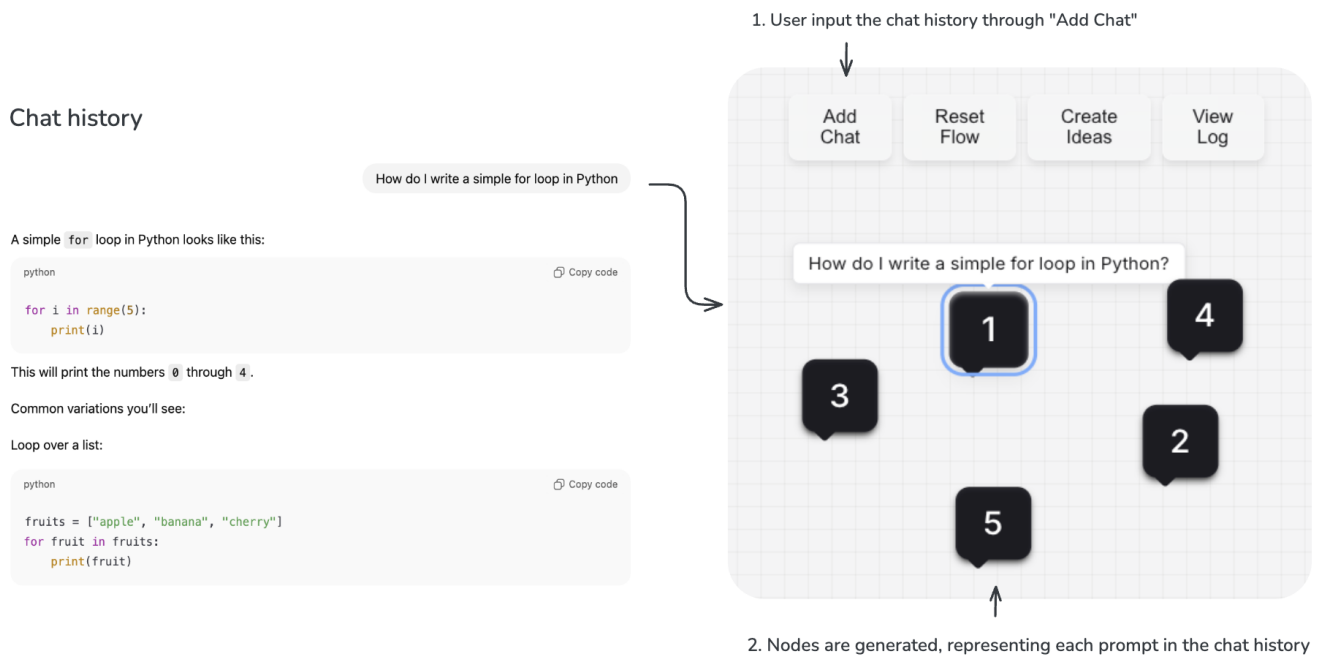 Chat history
How do I write a simple for loop in Python
A simple for loop in Python looks like this:
python
Copy code
for i in range(5):
    print(i)
This will print the numbers 0 through 4.
Common variations you'll see:
Loop over a list:
python
Copy code
fruits = ["apple", "banana", "cherry"]
for fruit in fruits:
    print(fruit)
1. User input the chat history through "Add Chat"
Add
Chat
Reset
Flow
Create
Ideas
View
Log
How do I write a simple for loop in Python?
1
4
3
2
5
2. Nodes are generated, representing each prompt in the chat history